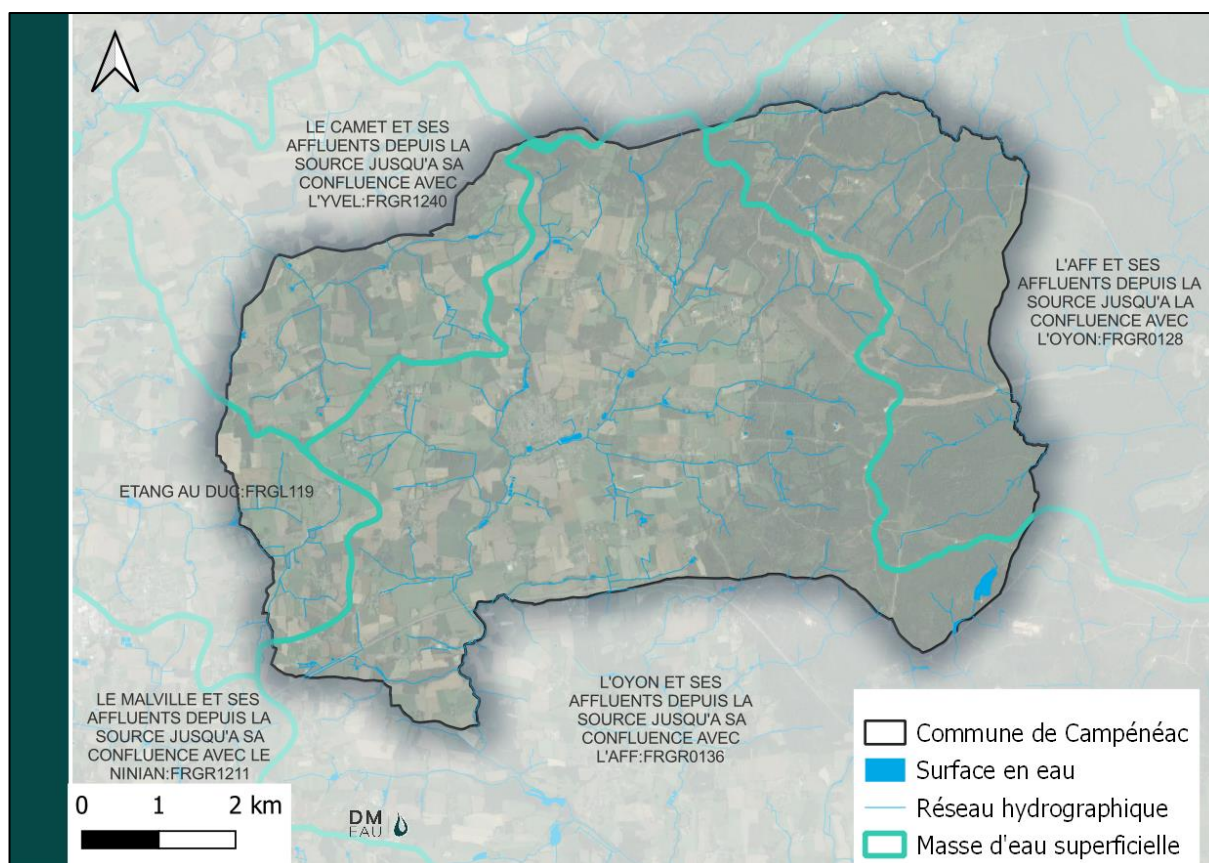 LE CAMET ET SES
AFFLUENTS DEPUIS LA
SOURCE JUSQU'A SA
CONFLUENCE AVEC
L'YVEL:FRGR1240
L'AFF ET SES
AFFLUENTS DEPUIS LA
SOURCE JUSQU'A LA
CONFLUENCE AVEC
L'OYON:FRGR0128
ETANG AU DUC:FRGL119
LE MALVILLE ET SES
AFFLUENTS DEPUIS LA
SOURCE JUSQU'A SA
CONFLUENCE AVEC LE
NINIAN:FRGR1211
L'OYON ET SES
AFFLUENTS DEPUIS LA
SOURCE JUSQU'A SA
CONFLUENCE AVEC
L'AFF:FRGR0136
0 1 2 km
DM
EAU
Commune de Campénéac
Surface en eau
Réseau hydrographique
Masse d'eau superficielle